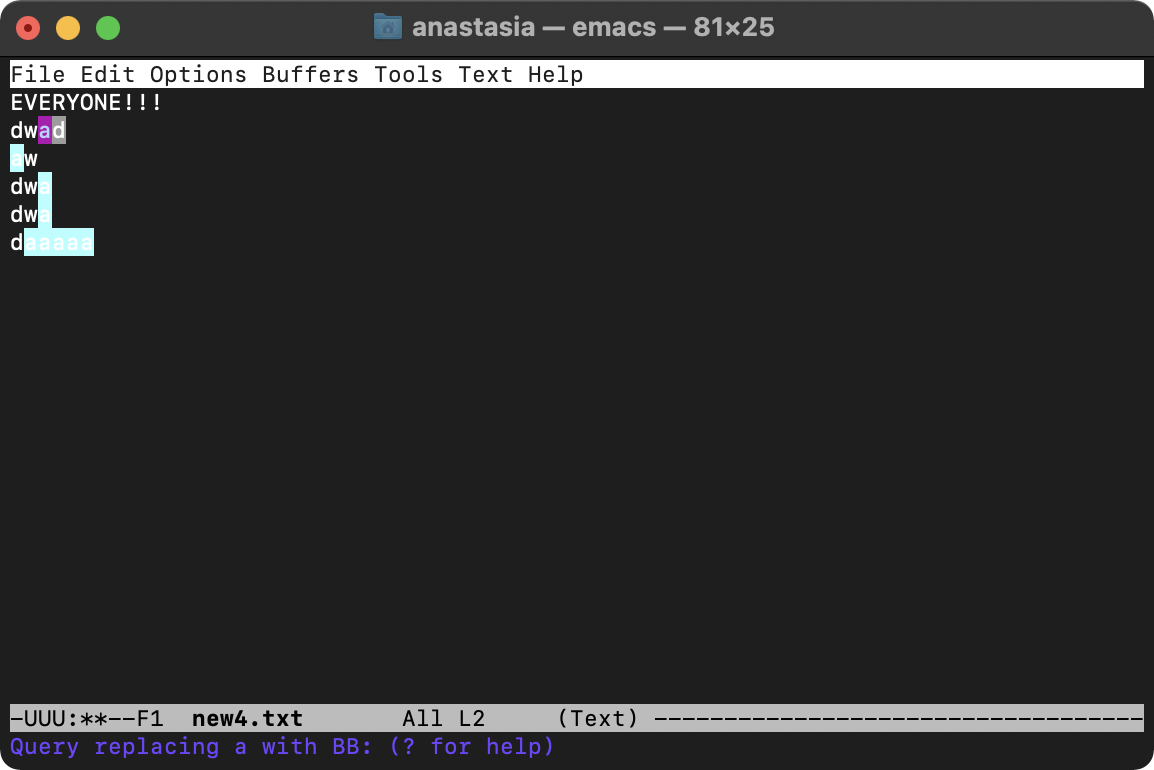 anastasia — emacs — 81×25
File Edit Options Buffers Tools Text Help
EVERYONE!!!
dwad
aw
dwa
dwa
daaaaa
-UUU:**--F1  new4.txt       All L2     (Text) -----------------------------------
Query replacing a with BB: (? for help)